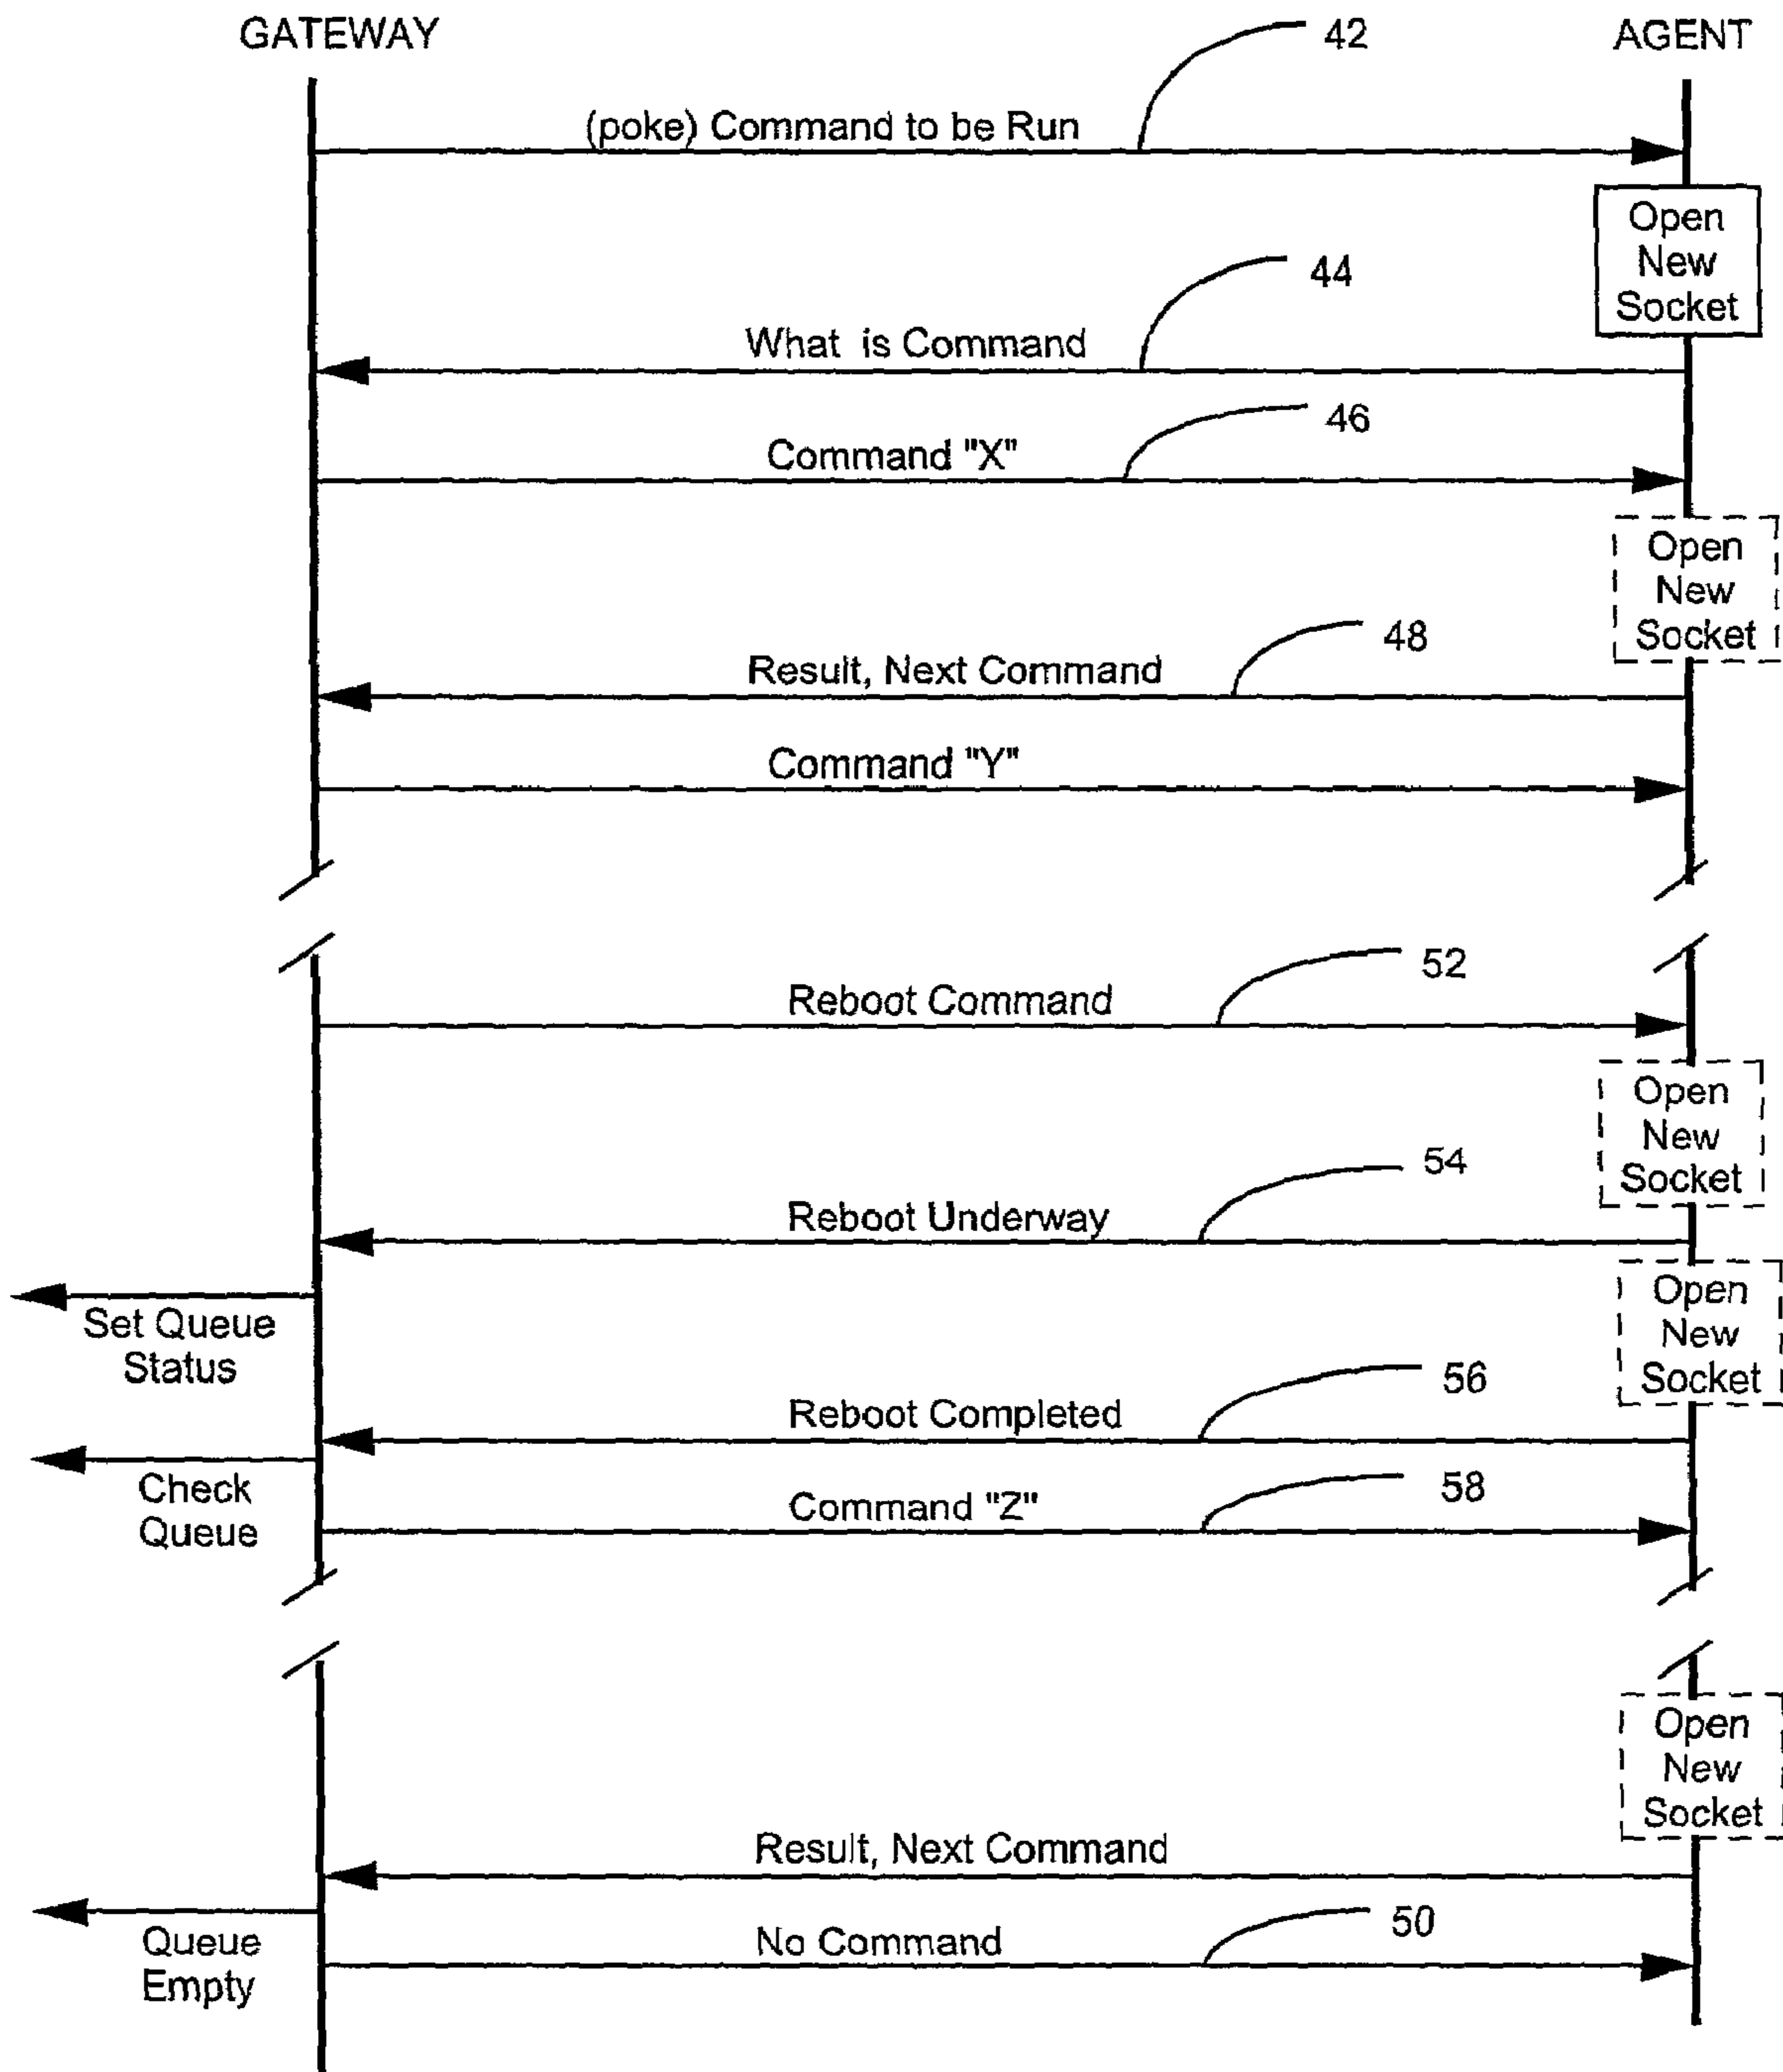 GATEWAY
42
AGENT
(poke) Command to be Run
Open
New
Socket
44
What is Command
46
Command "X"
Open
New
Socket
48
Result, Next Command
Command "Y"
52
Reboot Command
Open
New
Socket
54
Reboot Underway
Open
New
Socket
Set Queue
Status
56
Reboot Completed
58
Check
Queue
Command "Z"
Open
New
Socket
Result, Next Command
50
Queue
Empty
No Command